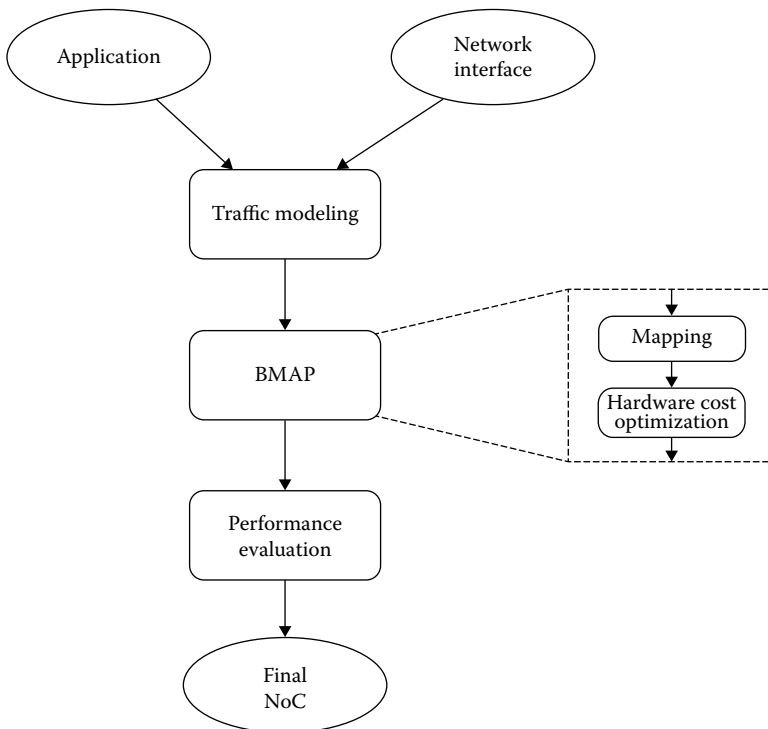 Application
Network
interface
Traffic modeling
BMAP
Mapping
Hardware cost
optimization
Performance
evaluation
Final
NoC